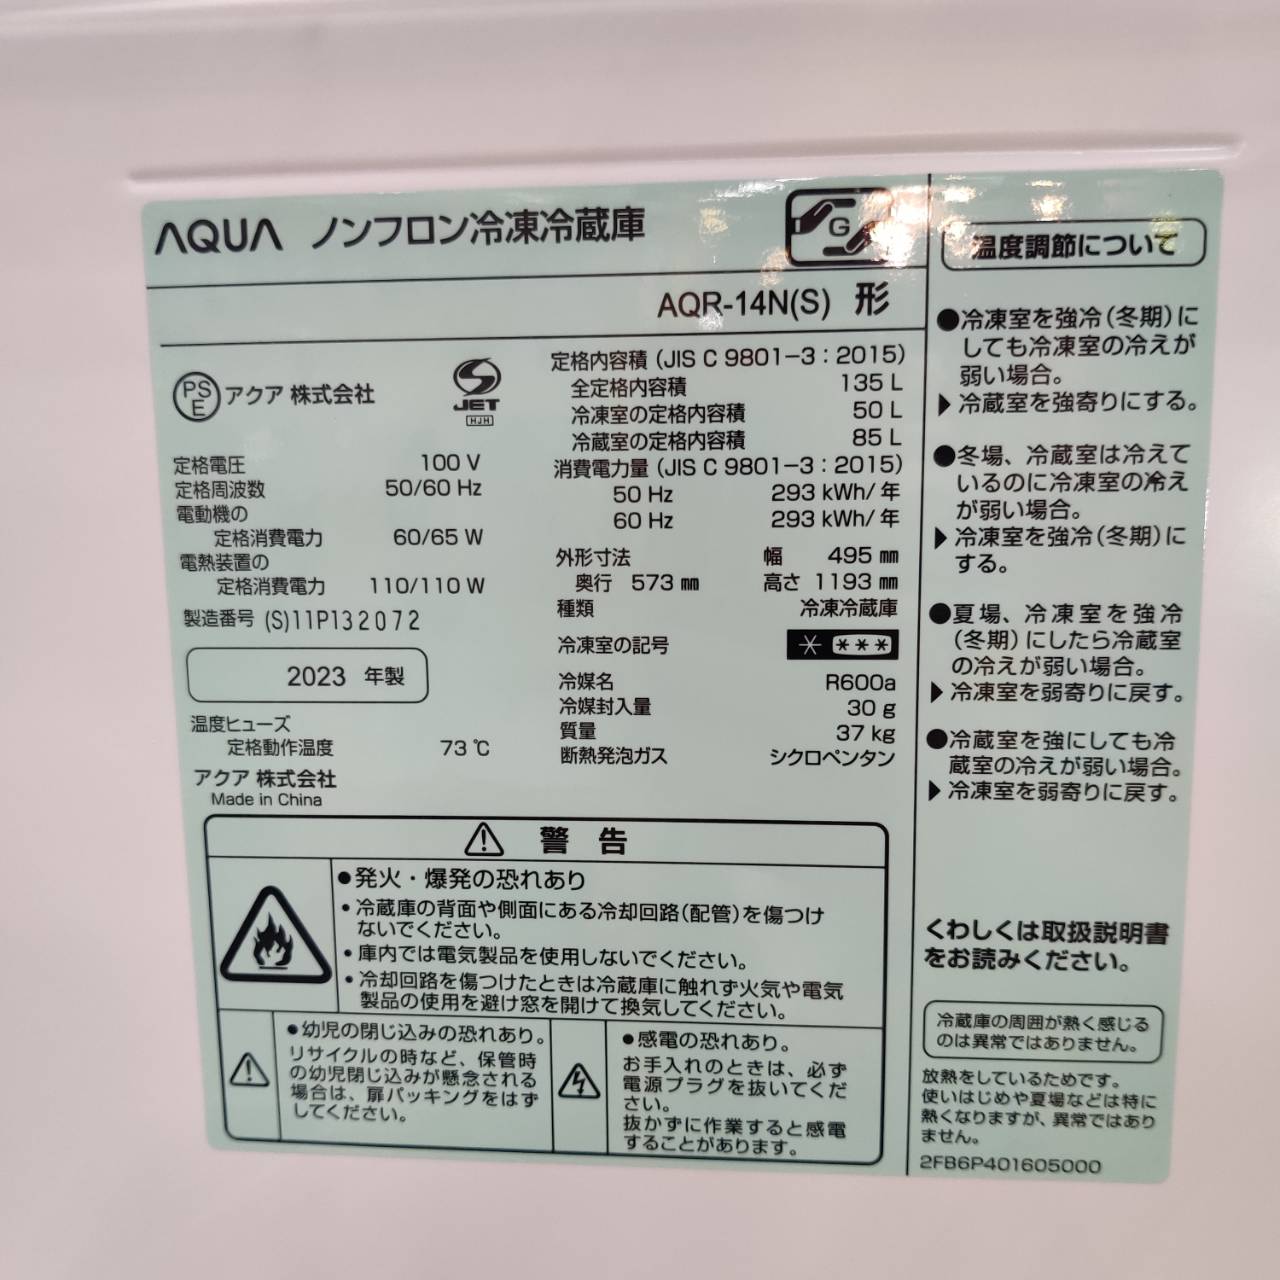 AQUA ノンフロン冷凍冷蔵庫
G
AQR-14N(S) 形
PS
E
アクア 株式会社
JET
HJH
定格電圧 100 V
定格周波数 50/60 Hz
電動機の
定格消費電力 60/65 W
電熱装置の
定格消費電力 110/110 W
製造番号 (S)11P132072
2023 年製
温度ヒューズ
定格動作温度 73 ℃
アクア 株式会社
Made in China
定格内容積 (JIS C 9801-3:2015)
全定格内容積 135 L
冷凍室の定格内容積 50 L
冷蔵室の定格内容積 85 L
消費電力量 (JIS C 9801-3:2015)
50 Hz 293 kWh/年
60 Hz 293 kWh/年
外形寸法 幅 495 ㎜
奥行 573 ㎜ 高さ 1193 ㎜
種類 冷凍冷蔵庫
冷凍室の記号 * ***
冷媒名 R600a
冷媒封入量 30 g
質量 37 kg
断熱発泡ガス シクロペンタン
警 告
●発火・爆発の恐れあり
・冷蔵庫の背面や側面にある冷却回路(配管)を傷つけ
ないでください。
・庫内では電気製品を使用しないでください。
・冷却回路を傷つけたときは冷蔵庫に触れず火気や電気
製品の使用を避け窓を開けて換気してください。
●幼児の閉じ込みの恐れあり。
リサイクルの時など、保管時
の幼児閉じ込みが懸念される
場合は、扉パッキングをはず
してください。
●感電の恐れあり。
お手入れのときは、必ず
電源プラグを抜いてくだ
さい。
抜かずに作業すると感電
することがあります。
温度調節について
●冷凍室を強冷(冬期)に
しても冷凍室の冷えが
弱い場合。
▶冷蔵室を強寄りにする。
●冬場、冷蔵室は冷えて
いるのに冷凍室の冷え
が弱い場合。
▶冷凍室を強冷(冬期)に
する。
●夏場、冷凍室を強冷
(冬期)にしたら冷蔵室
の冷えが弱い場合。
▶冷凍室を弱寄りに戻す。
●冷蔵室を強にしても冷
蔵室の冷えが弱い場合。
▶冷凍室を弱寄りに戻す。
くわしくは取扱説明書
をお読みください。
冷蔵庫の周囲が熱く感じる
のは異常ではありません。
放熱をしているためです。
使いはじめや夏場などは特に
熱くなりますが、異常ではあり
ません。
2FB6P401605000